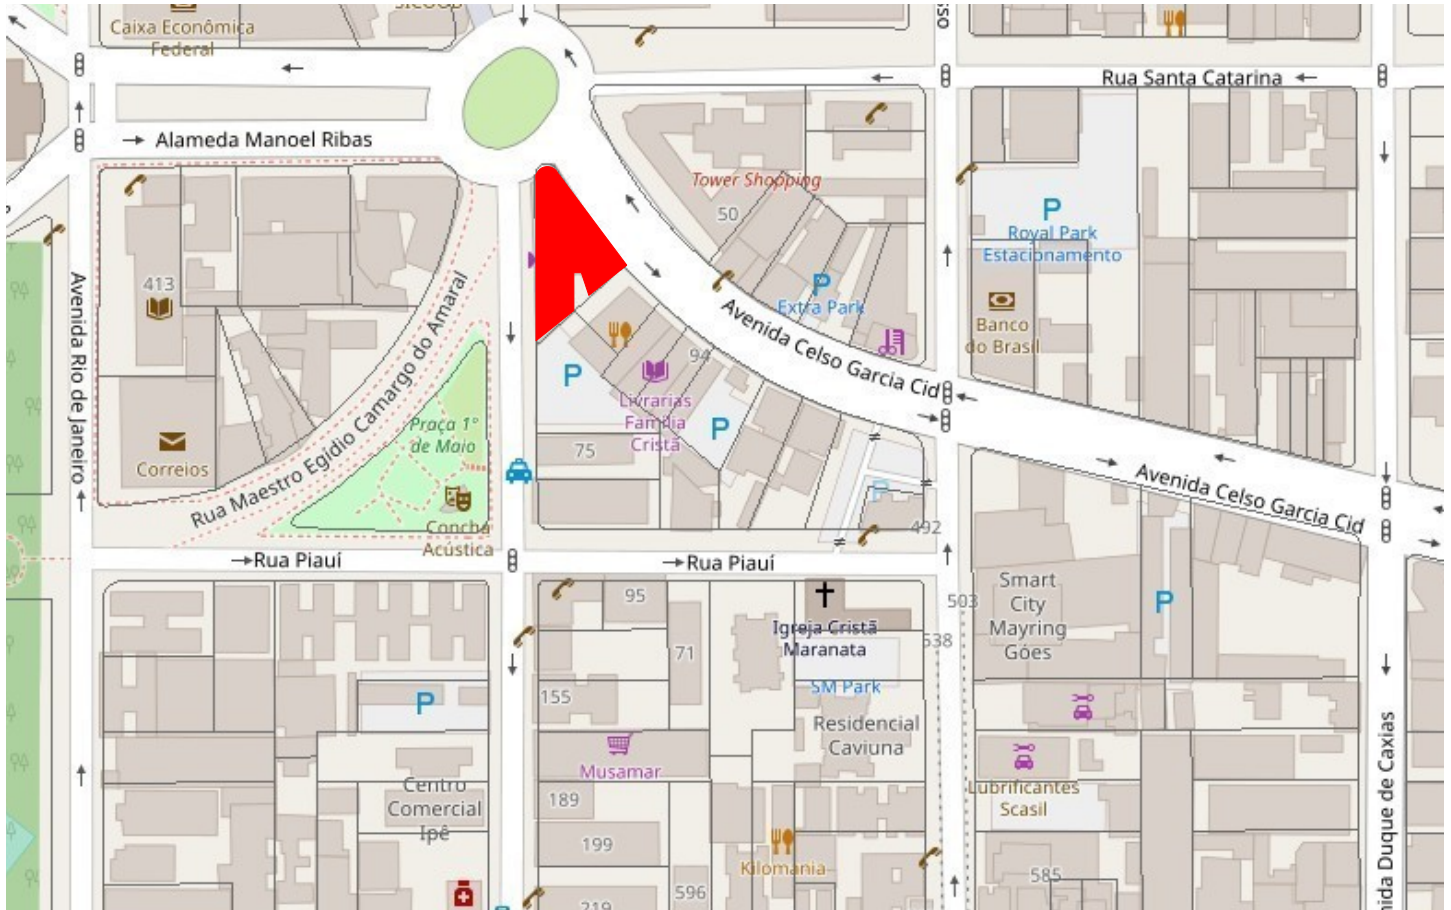 Caixa Econômica
Federal
Rua Santa Catarina
Alameda Manoel Ribas
Tower Shopping
50
Royal Park
Estacionamento
413
Extra Park
Banco
do Brasil
Avenida Rio de Janeiro
Rua Maestro Egídio Camargo do Amaral
Avenida Celso Garcia Cid
94
Livrarias
Família
Cristã
Praça 1°
de Maio
75
Correios
Avenida Celso Garcia Cid
Concha
Acústica
492
Rua Piauí
Rua Piauí
95
503
Smart
City
Mayring
Góes
Igreja Cristã
Maranata
538
71
SM Park
155
Residencial
Caviuna
Musamar
Centro
Comercial
Ipê
189
Lubrificantes
Scasil
199
Kilomania
585
596
219
Duque de Caxias